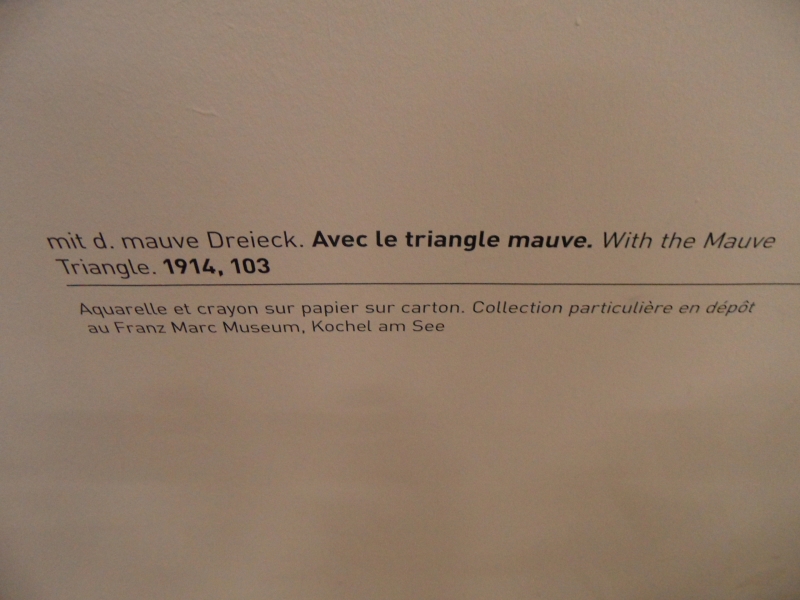 mit d. mauve Dreieck. Avec le triangle mauve. With the Mauve
Triangle. 1914, 103
Aquarelle et crayon sur papier sur carton. Collection particulière en dépôt
au Franz Marc Museum, Kochel am See